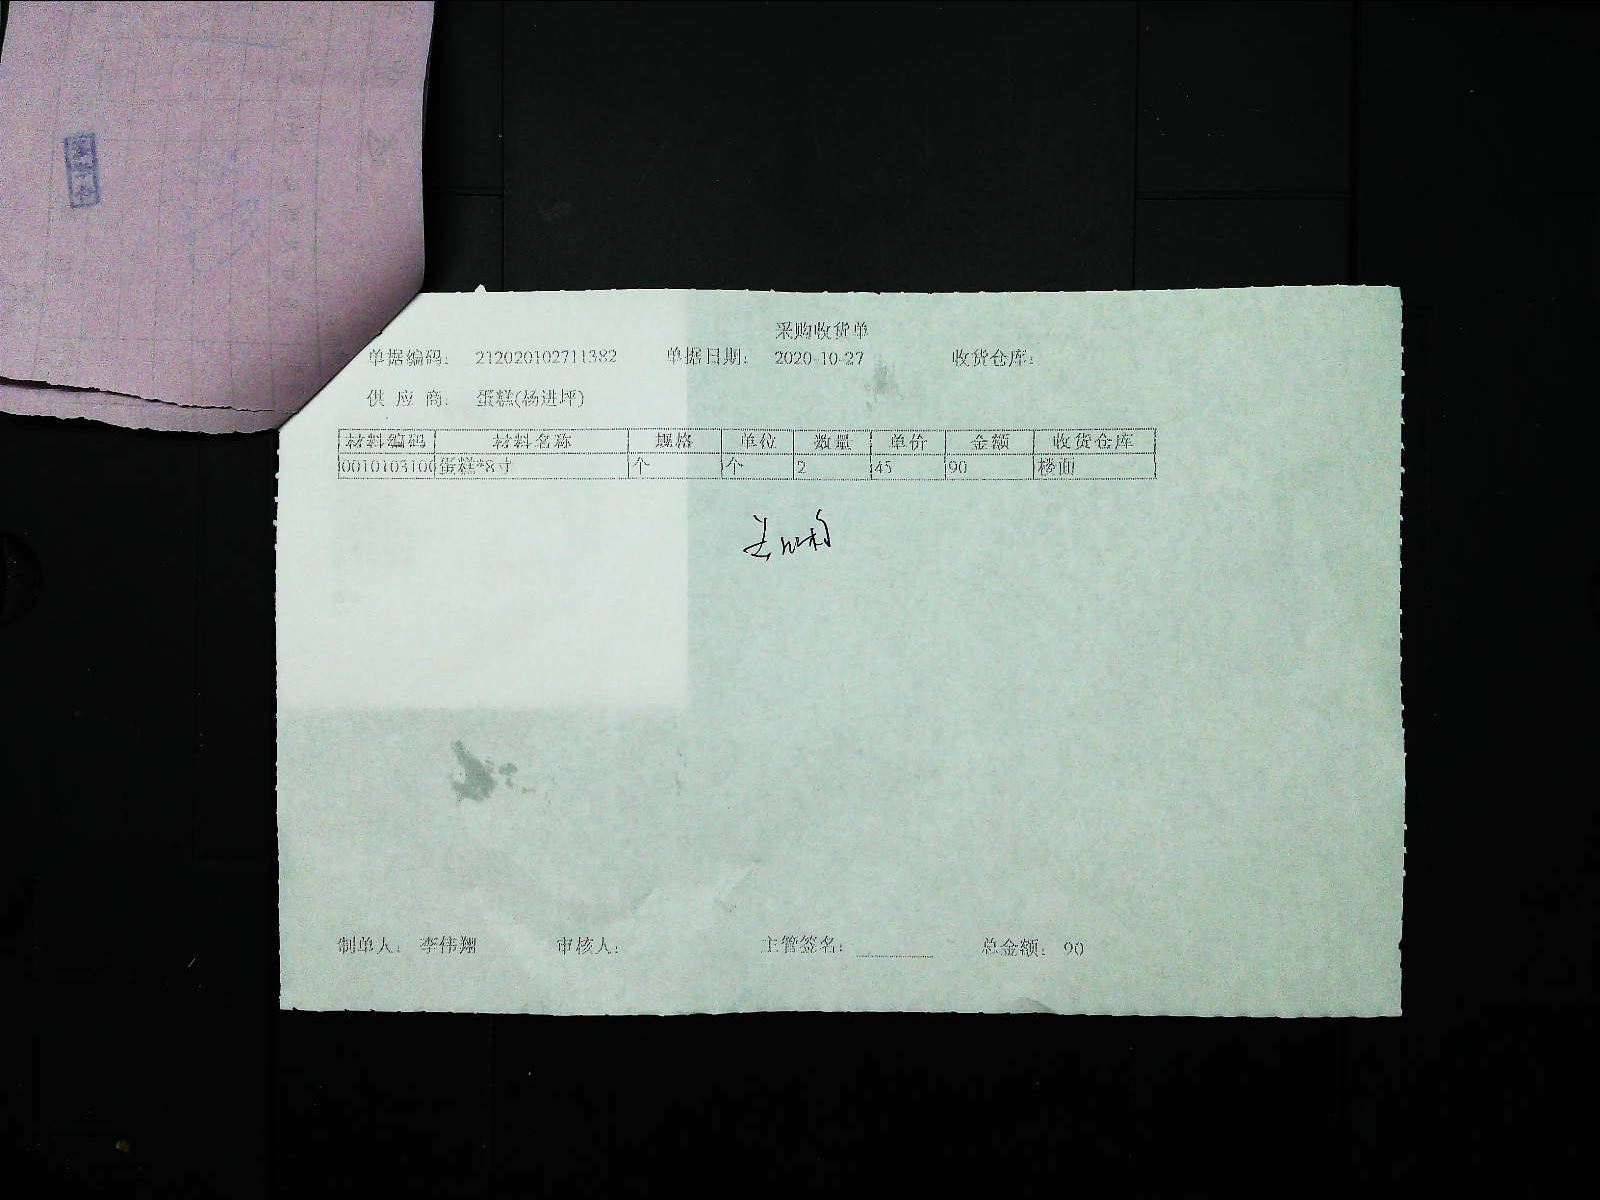 采购收货单
单据编码： 212020102711382 单据日期： 2020-10-27 收货仓库：
供 应 商： 蛋糕(杨进坪)
材料编码 材料名称 规格 单位 数量 单价 金额 收货仓库
0010103100 蛋糕*8寸 个 个 2 45 90 楼面
制单人： 李伟翔 审核人： 主管签名： 总金额： 90